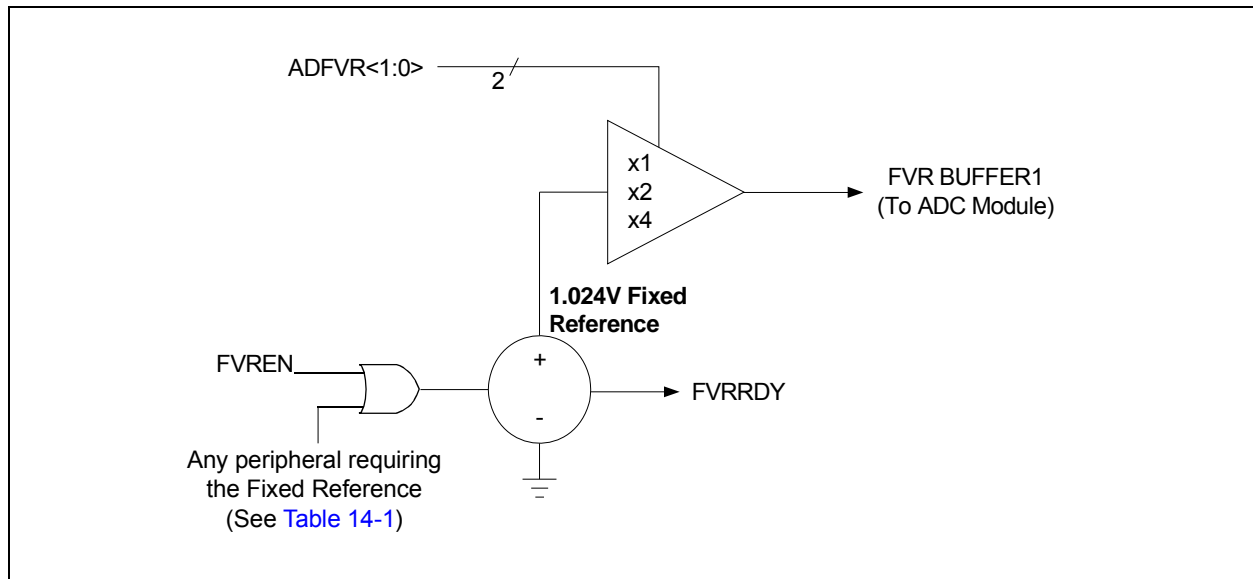 ADFVR<1:0>
2
x1
x2
x4
FVR BUFFER1
(To ADC Module)
1.024V Fixed
Reference
+
-
FVREN
FVRRDY
Any peripheral requiring
the Fixed Reference
(See Table 14-1)